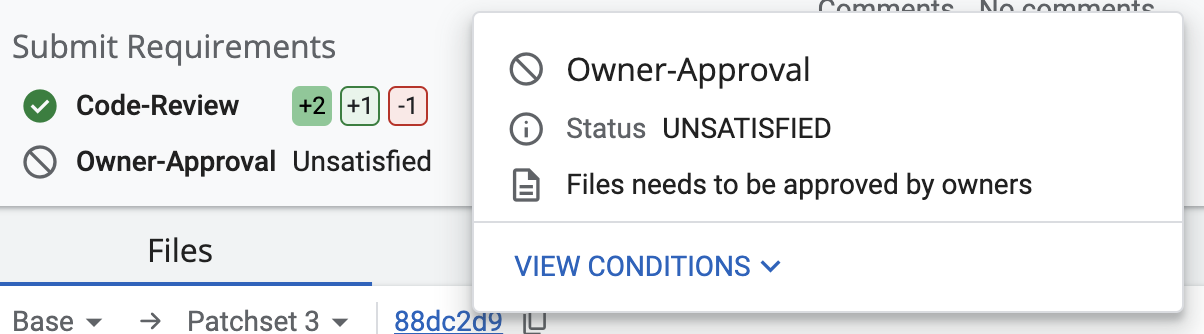 Comments No comments
Submit Requirements
Code-Review +2 +1 -1
Owner-Approval Unsatisfied
Owner-Approval
Status UNSATISFIED
Files needs to be approved by owners
VIEW CONDITIONS
Files
Base → Patchset 3 88dc2d9